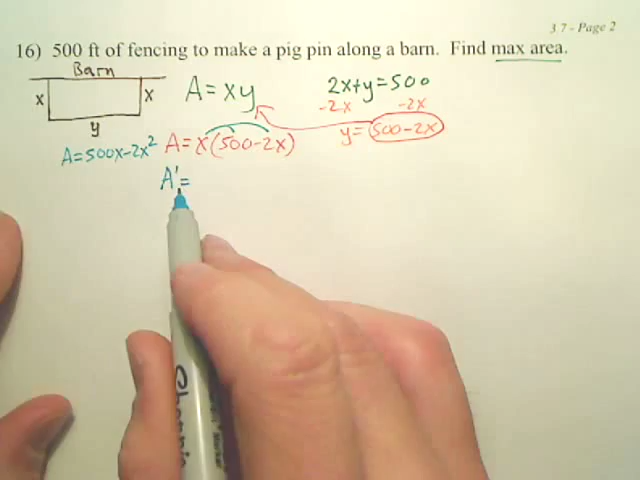 3 7 - Page 2
16) 500 ft of fencing to make a pig pin along a barn. Find max area.
Barn
x x
y
A = xy
2x+y=500
-2x -2x
y= 500-2x
A=500x-2x²
A= x(500-2x)
A'=
Sharpie